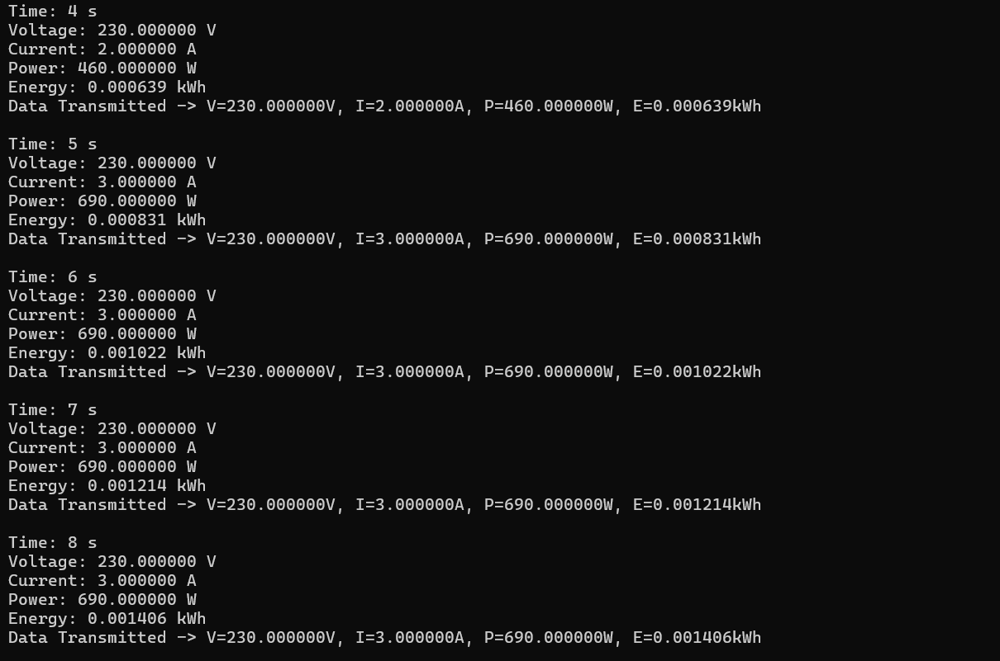 Time: 4 s
Voltage: 230.000000 V
Current: 2.000000 A
Power: 460.000000 W
Energy: 0.000639 kWh
Data Transmitted -> V=230.000000V, I=2.000000A, P=460.000000W, E=0.000639kWh

Time: 5 s
Voltage: 230.000000 V
Current: 3.000000 A
Power: 690.000000 W
Energy: 0.000831 kWh
Data Transmitted -> V=230.000000V, I=3.000000A, P=690.000000W, E=0.000831kWh

Time: 6 s
Voltage: 230.000000 V
Current: 3.000000 A
Power: 690.000000 W
Energy: 0.001022 kWh
Data Transmitted -> V=230.000000V, I=3.000000A, P=690.000000W, E=0.001022kWh

Time: 7 s
Voltage: 230.000000 V
Current: 3.000000 A
Power: 690.000000 W
Energy: 0.001214 kWh
Data Transmitted -> V=230.000000V, I=3.000000A, P=690.000000W, E=0.001214kWh

Time: 8 s
Voltage: 230.000000 V
Current: 3.000000 A
Power: 690.000000 W
Energy: 0.001406 kWh
Data Transmitted -> V=230.000000V, I=3.000000A, P=690.000000W, E=0.001406kWh